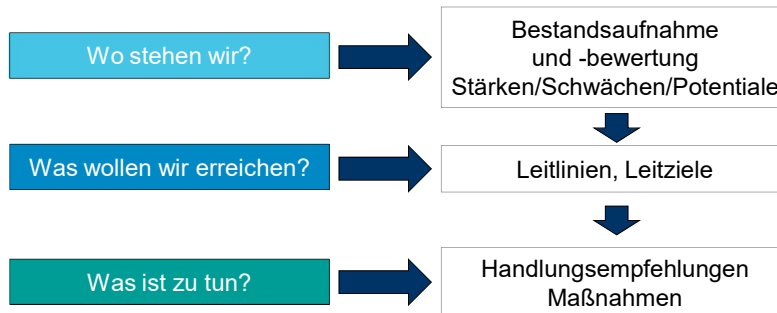 Wo stehen wir?
Bestandsaufnahme
und -bewertung
Stärken/Schwächen/Potentiale
Was wollen wir erreichen?
Leitlinien, Leitziele
Was ist zu tun?
Handlungsempfehlungen
Maßnahmen